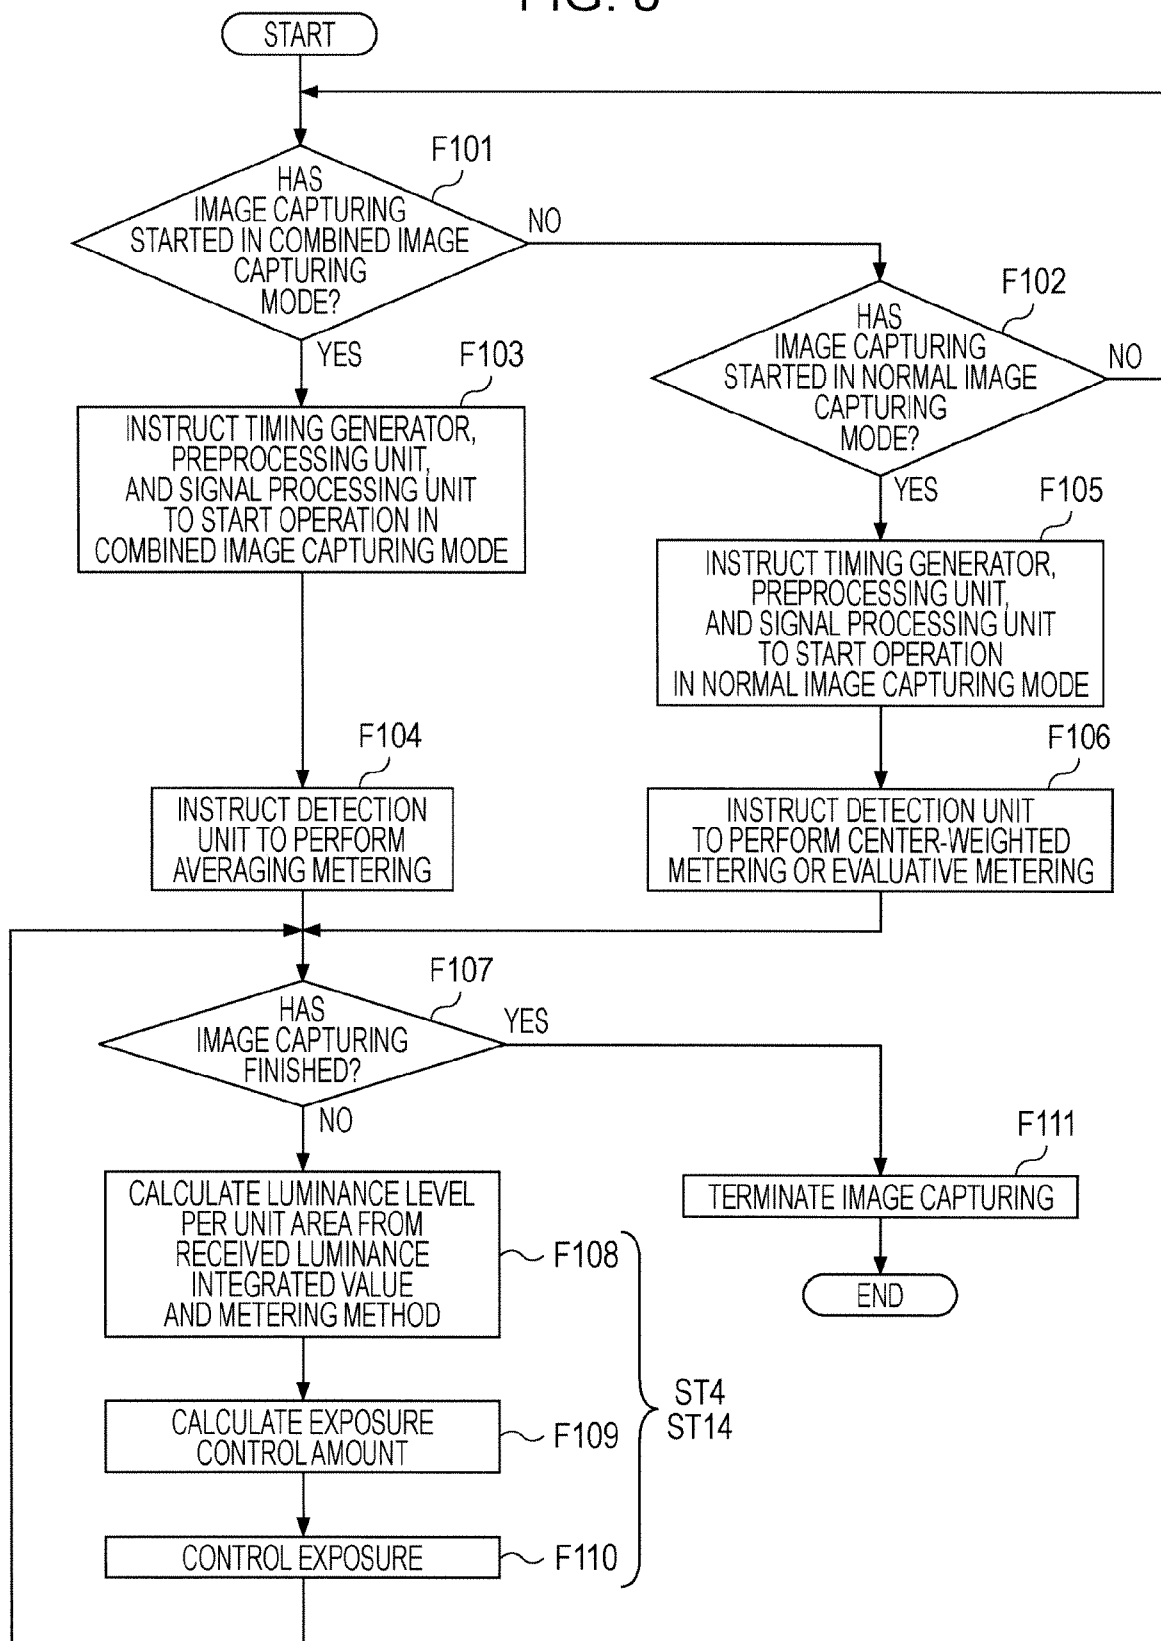 START
F101
HAS
IMAGE CAPTURING
STARTED IN COMBINED IMAGE
CAPTURING
MODE?
NO
YES
F102
HAS
IMAGE CAPTURING
STARTED IN NORMAL IMAGE
CAPTURING
MODE?
NO
YES
F103
INSTRUCT TIMING GENERATOR,
PREPROCESSING UNIT,
AND SIGNAL PROCESSING UNIT
TO START OPERATION IN
COMBINED IMAGE CAPTURING MODE
F105
INSTRUCT TIMING GENERATOR,
PREPROCESSING UNIT,
AND SIGNAL PROCESSING UNIT
TO START OPERATION
IN NORMAL IMAGE CAPTURING MODE
F104
INSTRUCT DETECTION
UNIT TO PERFORM
AVERAGING METERING
F106
INSTRUCT DETECTION UNIT
TO PERFORM CENTER-WEIGHTED
METERING OR EVALUATIVE METERING
F107
HAS
IMAGE CAPTURING
FINISHED?
YES
NO
F111
TERMINATE IMAGE CAPTURING
END
CALCULATE LUMINANCE LEVEL
PER UNIT AREA FROM
RECEIVED LUMINANCE
INTEGRATED VALUE
AND METERING METHOD
F108
CALCULATE EXPOSURE
CONTROL AMOUNT
F109
CONTROL EXPOSURE
F110
ST4
ST14